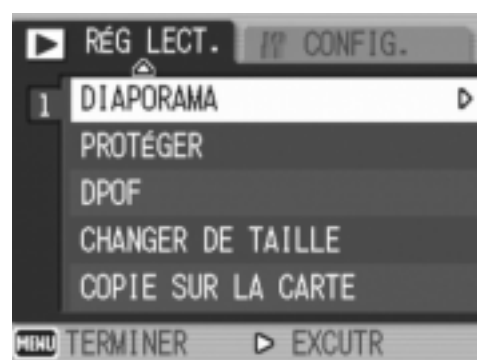 RÉG LECT. CONFIG.
1 DIAPORAMA
PROTÉGER
DPOF
CHANGER DE TAILLE
COPIE SUR LA CARTE
MENU TERMINER EXCUTR